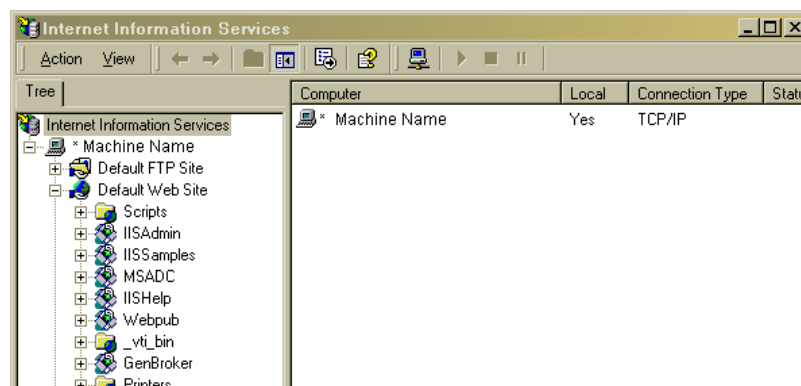 Internet Information Services
Action View
Tree
Computer Local Connection Type
Internet Information Services
* Machine Name Yes TCP/IP
* Machine Name
Default FTP Site
Default Web Site
Scripts
IISAdmin
IISSamples
MSADC
IISHelp
Webpub
_vti_bin
GenBroker
Printers